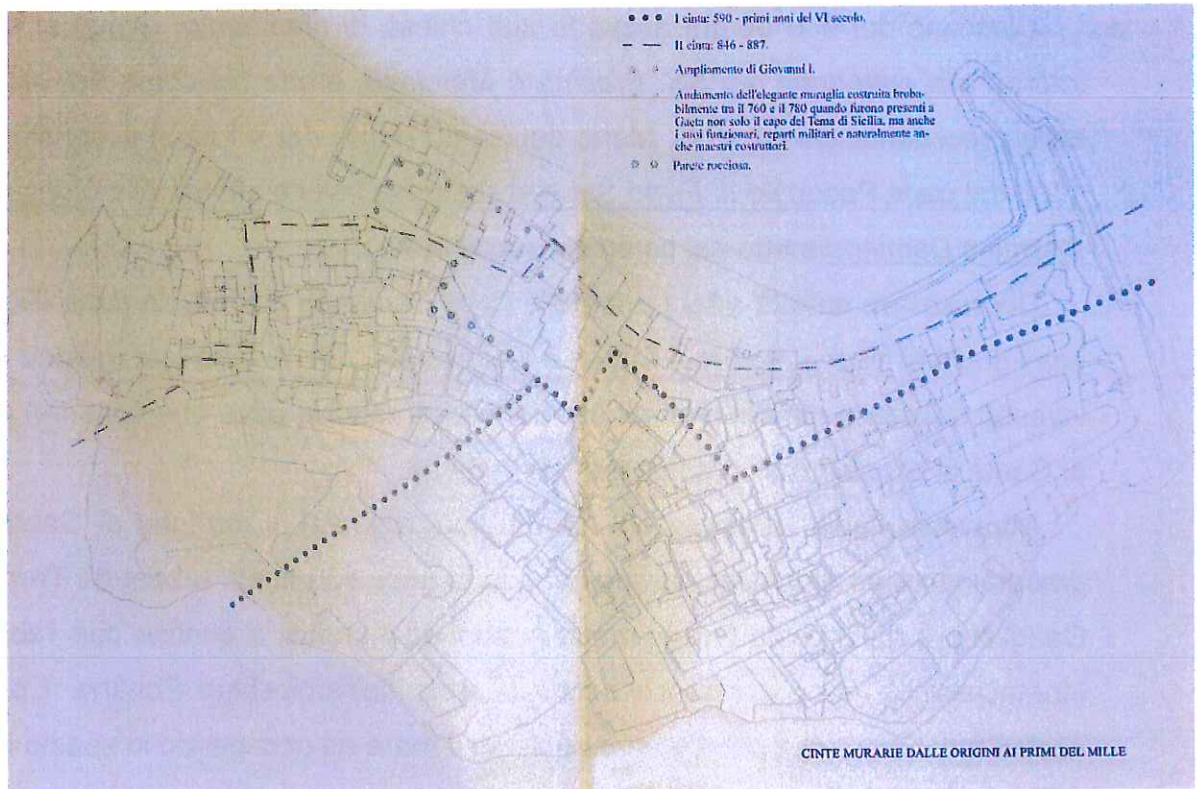 I cinta: 590 - primi anni del VI secolo.
II cinta: 846 - 887.
Ampliamento di Giovanni I.
Andamento dell'elegante muraglia costruita broba-
bilmente tra il 760 e il 780 quando furono presenti a
Gaeta non solo il capo del Tema di Sicilia, ma anche
i suoi funzionari, reparti militari e naturalmente an-
che maestri costruttori.
Parete rocciosa.
CINTE MURARIE DALLE ORIGINI AI PRIMI DEL MILLE